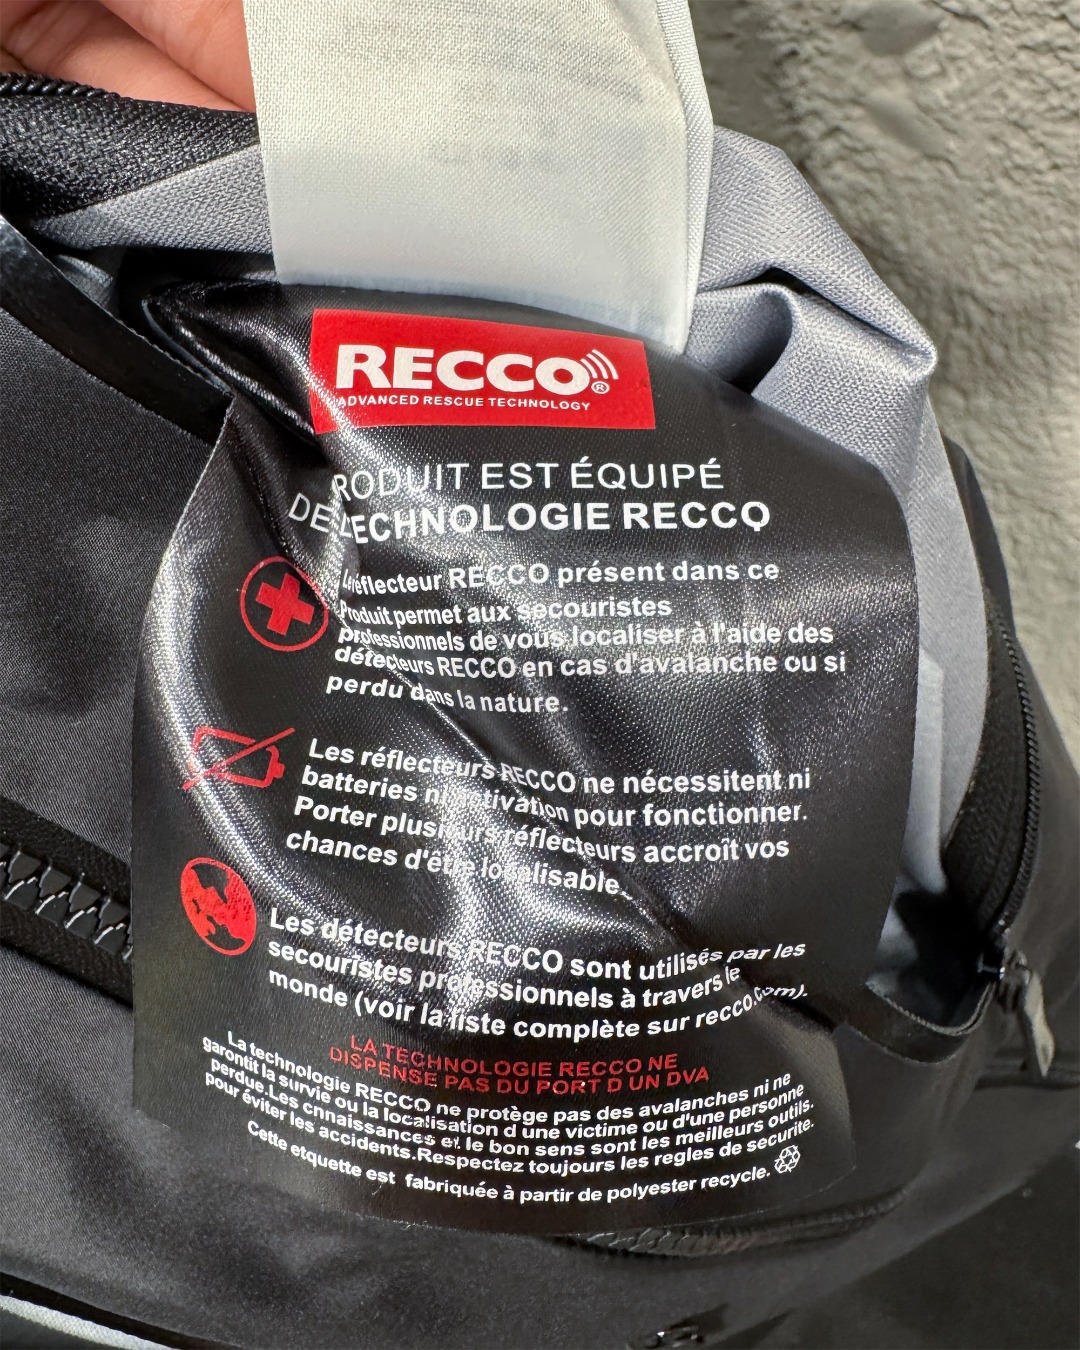 RECCO®
ADVANCED RESCUE TECHNOLOGY
RODUIT EST ÉQUIPÉ
DE TECHNOLOGIE RECCO
Le réflecteur RECCO présent dans ce
Produit permet aux secouristes
professionnels de vous localiser à l'aide des
détecteurs RECCO en cas d'avalanche ou si
perdu dans la nature.
Les réflecteurs RECCO ne nécessitent ni
batteries ni activation pour fonctionner.
Porter plusieurs réflecteurs accroît vos
chances d'être localisable.
Les détecteurs RECCO sont utilisés par les
secouristes professionnels à travers le
monde (voir la liste complète sur recco.com).
LA TECHNOLOGIE RECCO NE
DISPENSE PAS DU PORT D UN DVA
La technologie RECCO ne protège pas des avalanches ni ne
garontit la survie ou la localisation d une victime ou d'une personne
perdue.Les cnnaissances et le bon sens sont les meilleurs outils.
pour éviter les accidents.Respectez toujours les regles de securite.
Cette etquette est fabriquée à partir de polyester recycle.